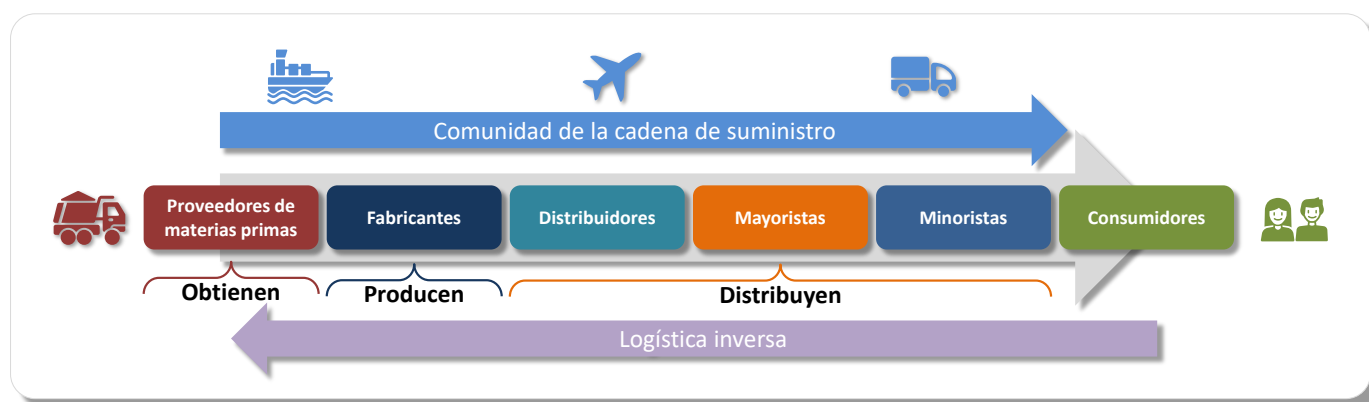 Comunidad de la cadena de suministro
Proveedores de
materias primas
Fabricantes
Distribuidores
Mayoristas
Minoristas
Consumidores
Obtienen
Producen
Distribuyen
Logística inversa